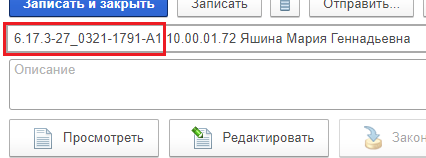 Записать и закрыть Записать Отправить...
6.17.3-27_0321-1791-А1 10.00.01.72 Яшина Мария Геннадьевна
Описание
Просмотреть Редактировать Зако